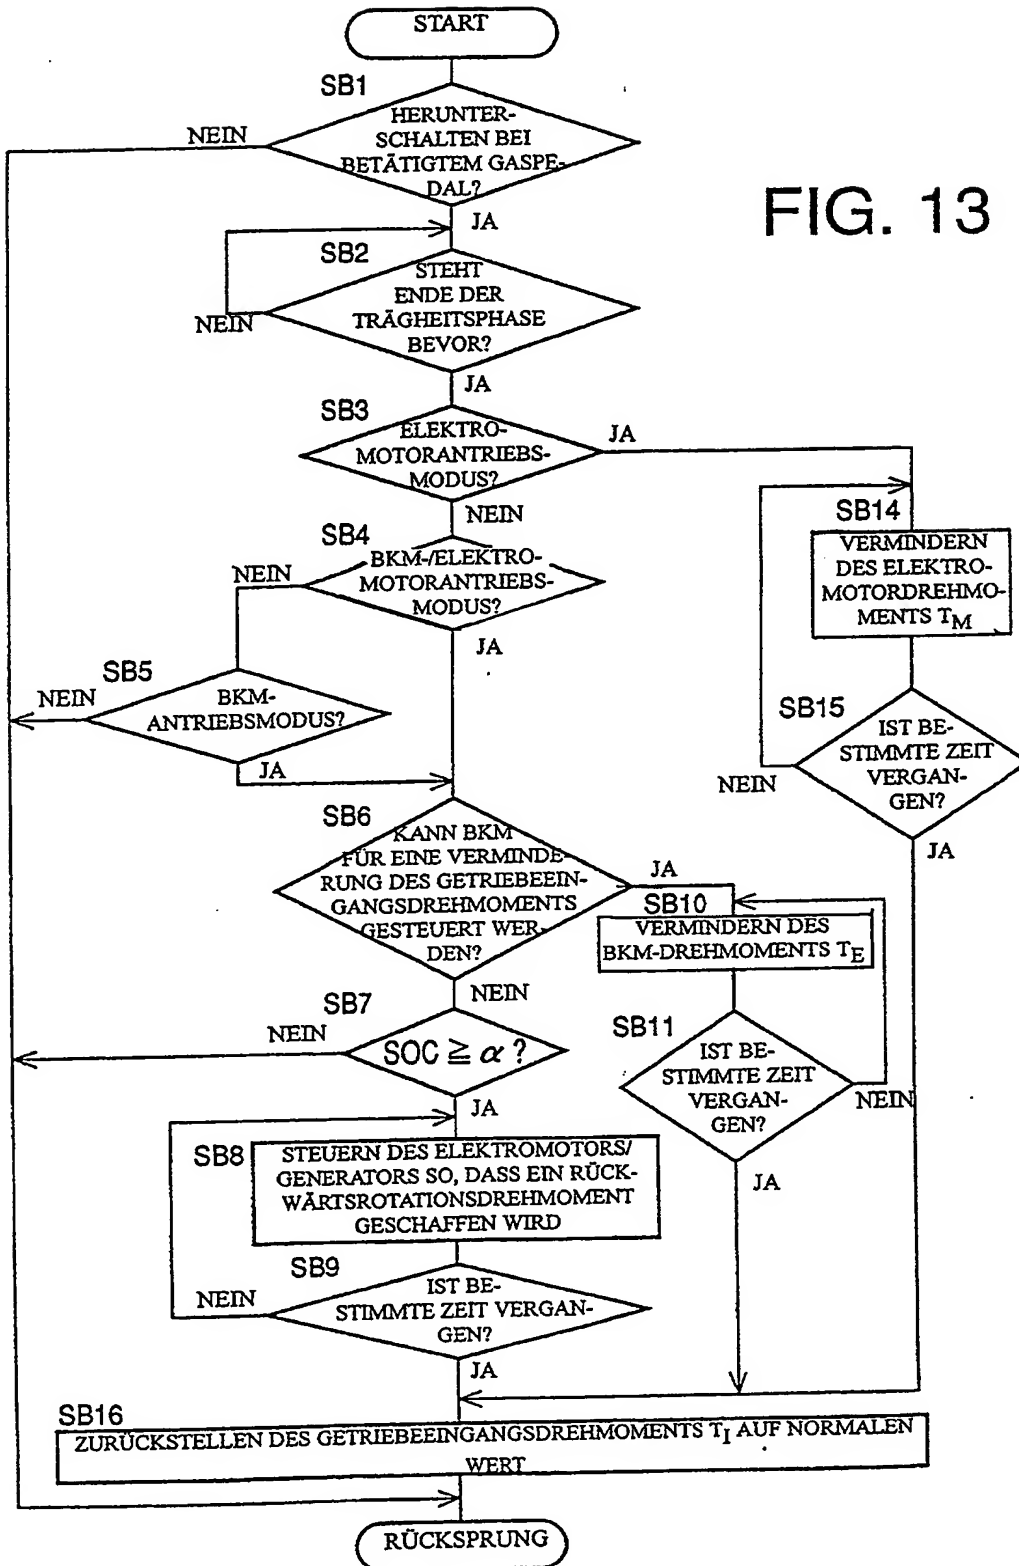 START
SB1
HERUNTER-
SCHALTEN BEI
BETÄTIGTEM GASPE-
DAL?
NEIN
JA
FIG. 13
SB2
STEHT
ENDE DER
TRÄGHEITSPHASE
BEVOR?
NEIN
JA
SB3
ELEKTRO-
MOTORANTRIEBS-
MODUS?
JA
NEIN
SB4
BKM-/ELEKTRO-
MOTORANTRIEBS-
MODUS?
NEIN
JA
SB14
VERMINDERN
DES ELEKTRO-
MOTORDREHMO-
MENTS TM
SB5
BKM-
ANTRIEBSMODUS?
NEIN
JA
SB15
IST BE-
STIMMTE ZEIT
VERGAN-
GEN?
NEIN
JA
SB6
KANN BKM
FÜR EINE VERMINDE-
RUNG DES GETRIEBEEIN-
GANGSDREHMOMENTS
GESTEUERT WER-
DEN?
JA
NEIN
SB10
VERMINDERN DES
BKM-DREHMOMENTS TE
SB7
SOC ≧ α ?
NEIN
JA
SB11
IST BE-
STIMMTE ZEIT
VERGAN-
GEN?
NEIN
JA
SB8
STEUERN DES ELEKTROMOTORS/
GENERATORS SO, DASS EIN RÜCK-
WÄRTSROTATIONSDREHMOMENT
GESCHAFFEN WIRD
SB9
IST BE-
STIMMTE ZEIT VERGAN-
GEN?
NEIN
JA
SB16
ZURÜCKSTELLEN DES GETRIEBEEINGANGSDREHMOMENTS TI AUF NORMALEN
WERT
RÜCKSPRUNG